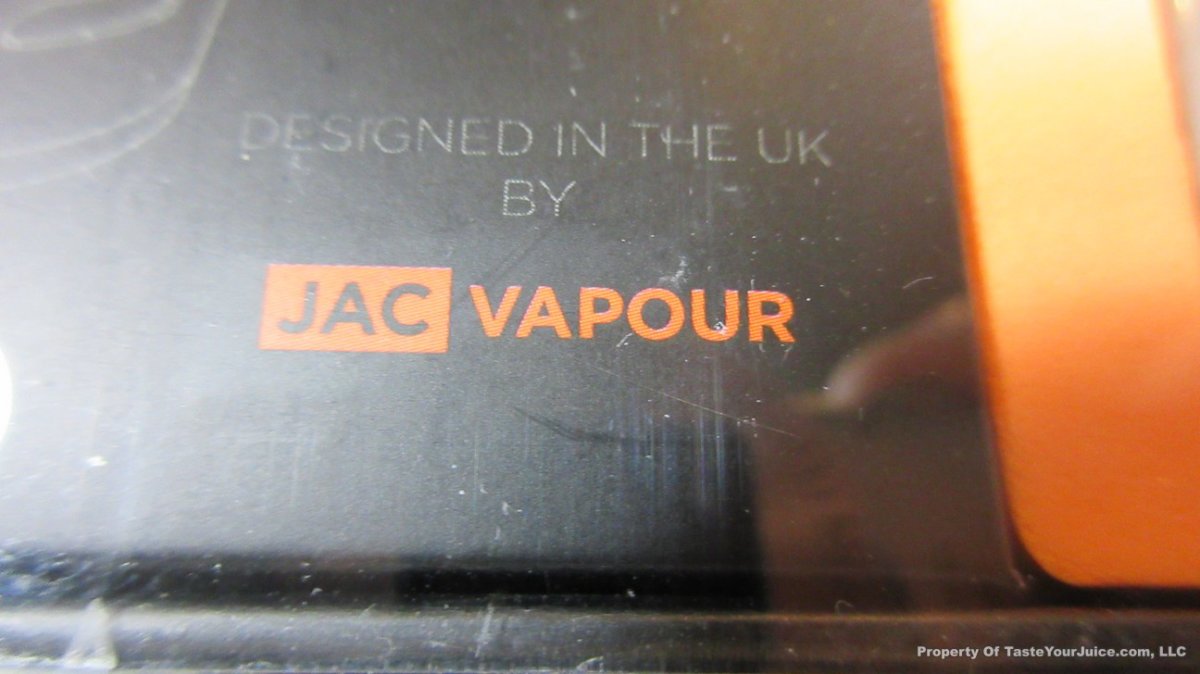 DESIGNED IN THE UK
BY
JAC VAPOUR
Property Of TasteYourJuice.com, LLC